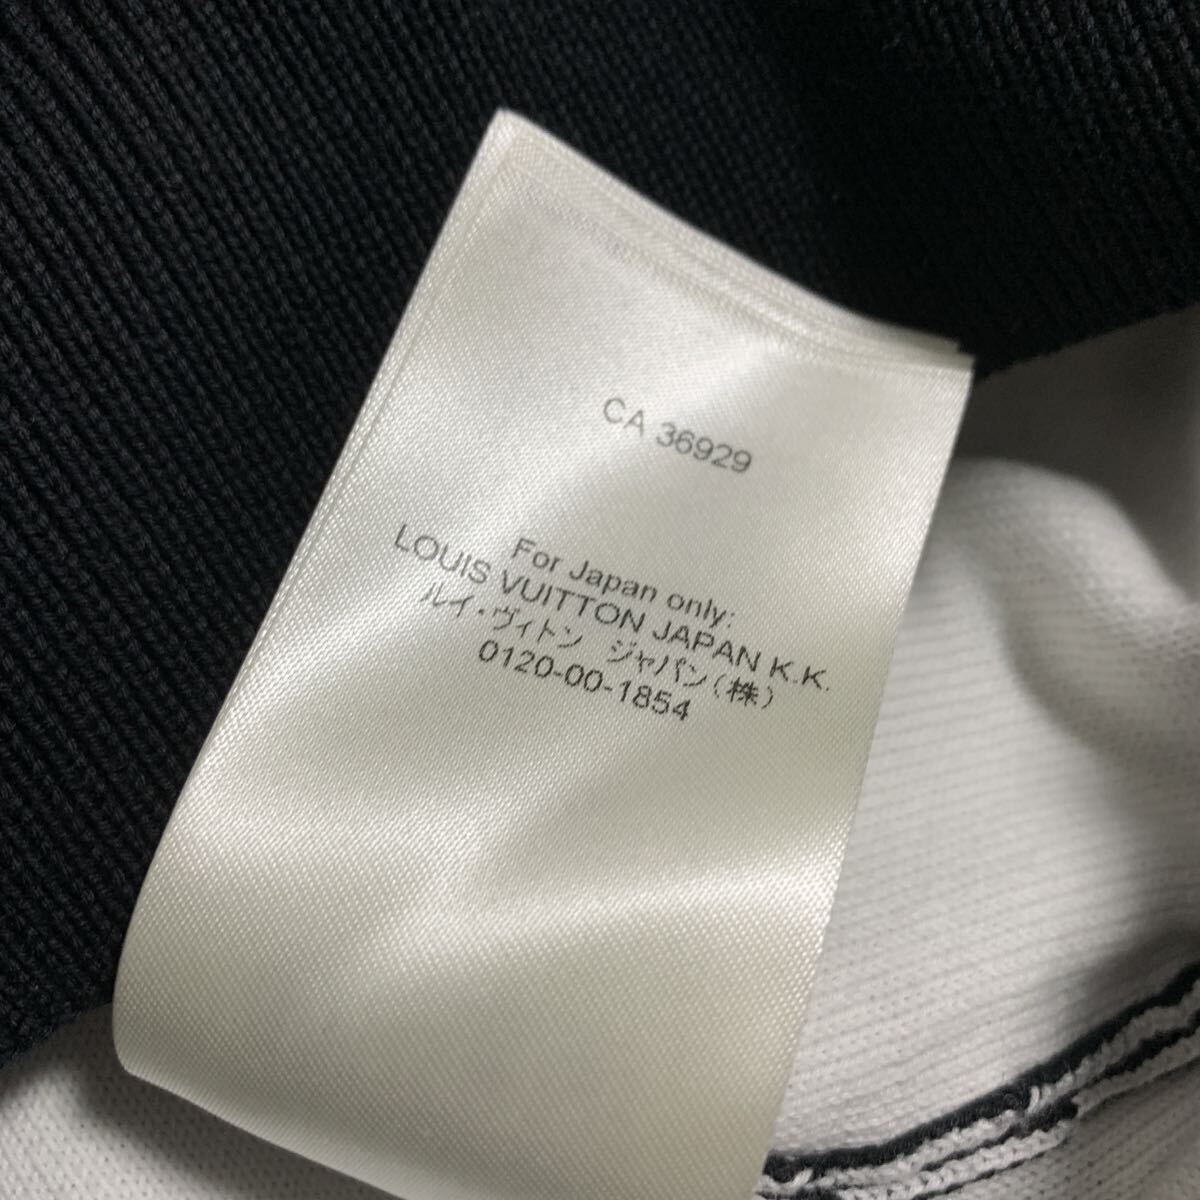 CA 36929
For Japan only:
LOUIS VUITTON JAPAN K.K.
ルイ・ヴィトン ジャパン(株)
0120-00-1854